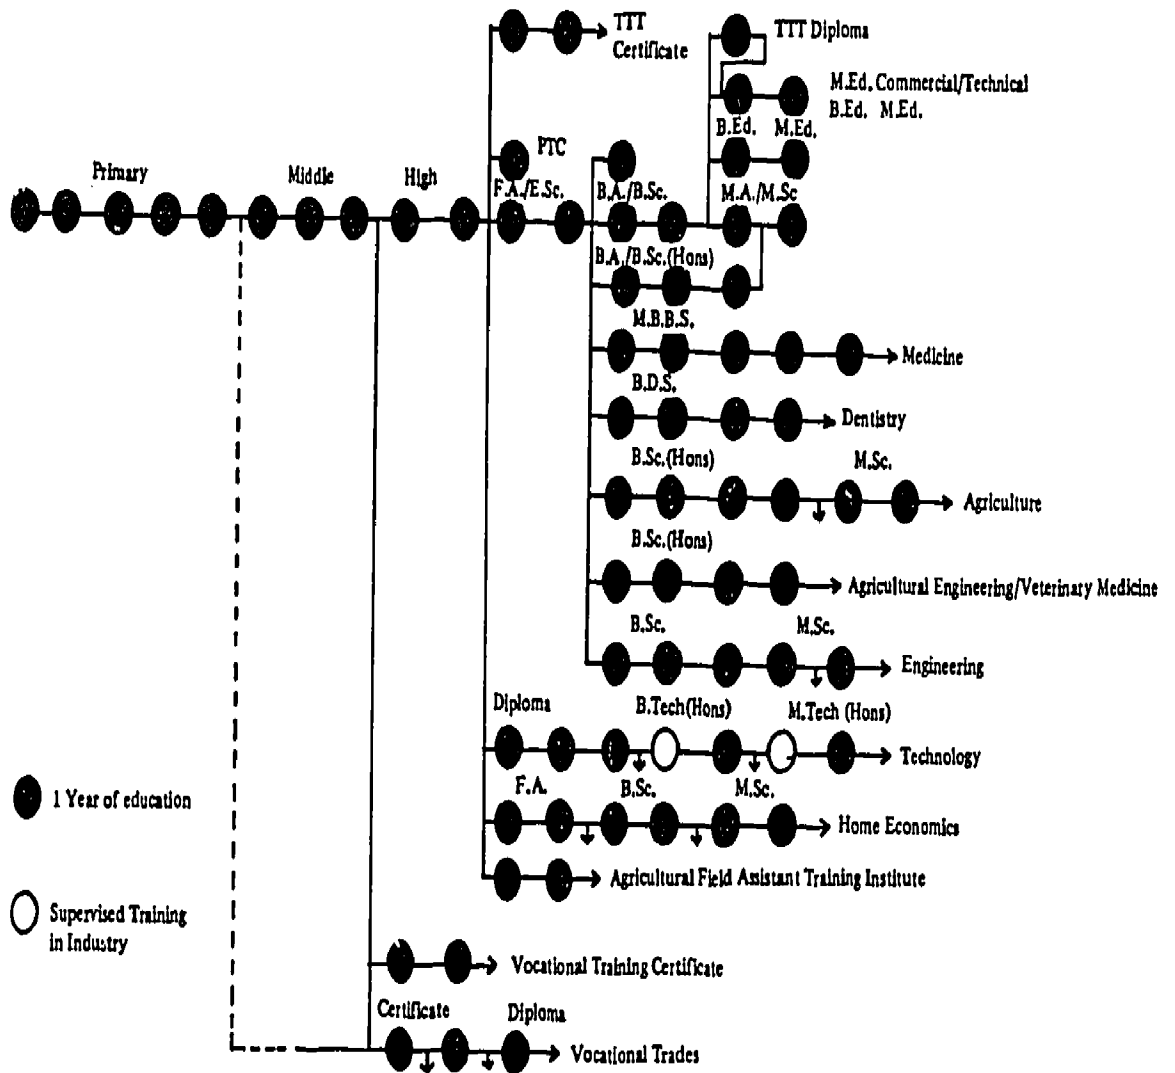 TTT
Certificate
TTT Diploma
M.Ed. Commercial/Technical
B.Ed. M.Ed.
B.Ed. M.Ed.
PTC
Primary
Middle
High
F.A./E.Sc.
B.A./B.Sc.
M.A./M.Sc
B.A./B.Sc.(Hons)
M.B.B.S.
Medicine
B.D.S.
Dentistry
B.Sc.(Hons)
M.Sc.
Agriculture
B.Sc.(Hons)
Agricultural Engineering/Veterinary Medicine
B.Sc.
M.Sc.
Engineering
Diploma
B.Tech(Hons)
M.Tech (Hons)
Technology
F.A.
B.Sc.
M.Sc.
Home Economics
Agricultural Field Assistant Training Institute
1 Year of education
Supervised Training
in Industry
Vocational Training Certificate
Certificate
Diploma
Vocational Trades